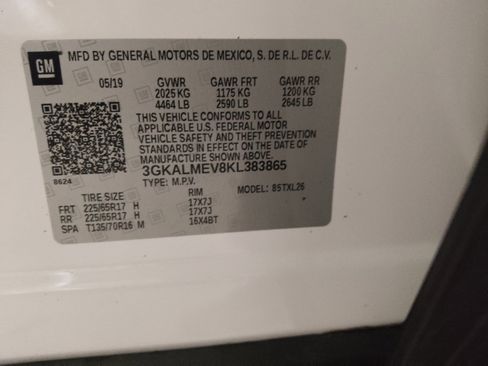 GM
MFD BY GENERAL MOTORS DE MEXICO, S. DE R.L. DE C.V.
05/19 GVWR GAWR FRT GAWR RR
2025 KG 1175 KG 1200 KG
4464 LB 2590 LB 2645 LB
THIS VEHICLE CONFORMS TO ALL
APPLICABLE U.S. FEDERAL MOTOR
VEHICLE SAFETY AND THEFT PREVENTION
STANDARDS IN EFFECT ON THE DATE OF
MANUFACTURE SHOWN ABOVE.
3GKALMEV8KL383865
8624 TYPE: M.P.V. MODEL: 85TXL26
TIRE SIZE RIM
FRT 225/65R17 H 17X7J
RR 225/65R17 H 17X7J
SPA T135/70R16 M 16X4BT